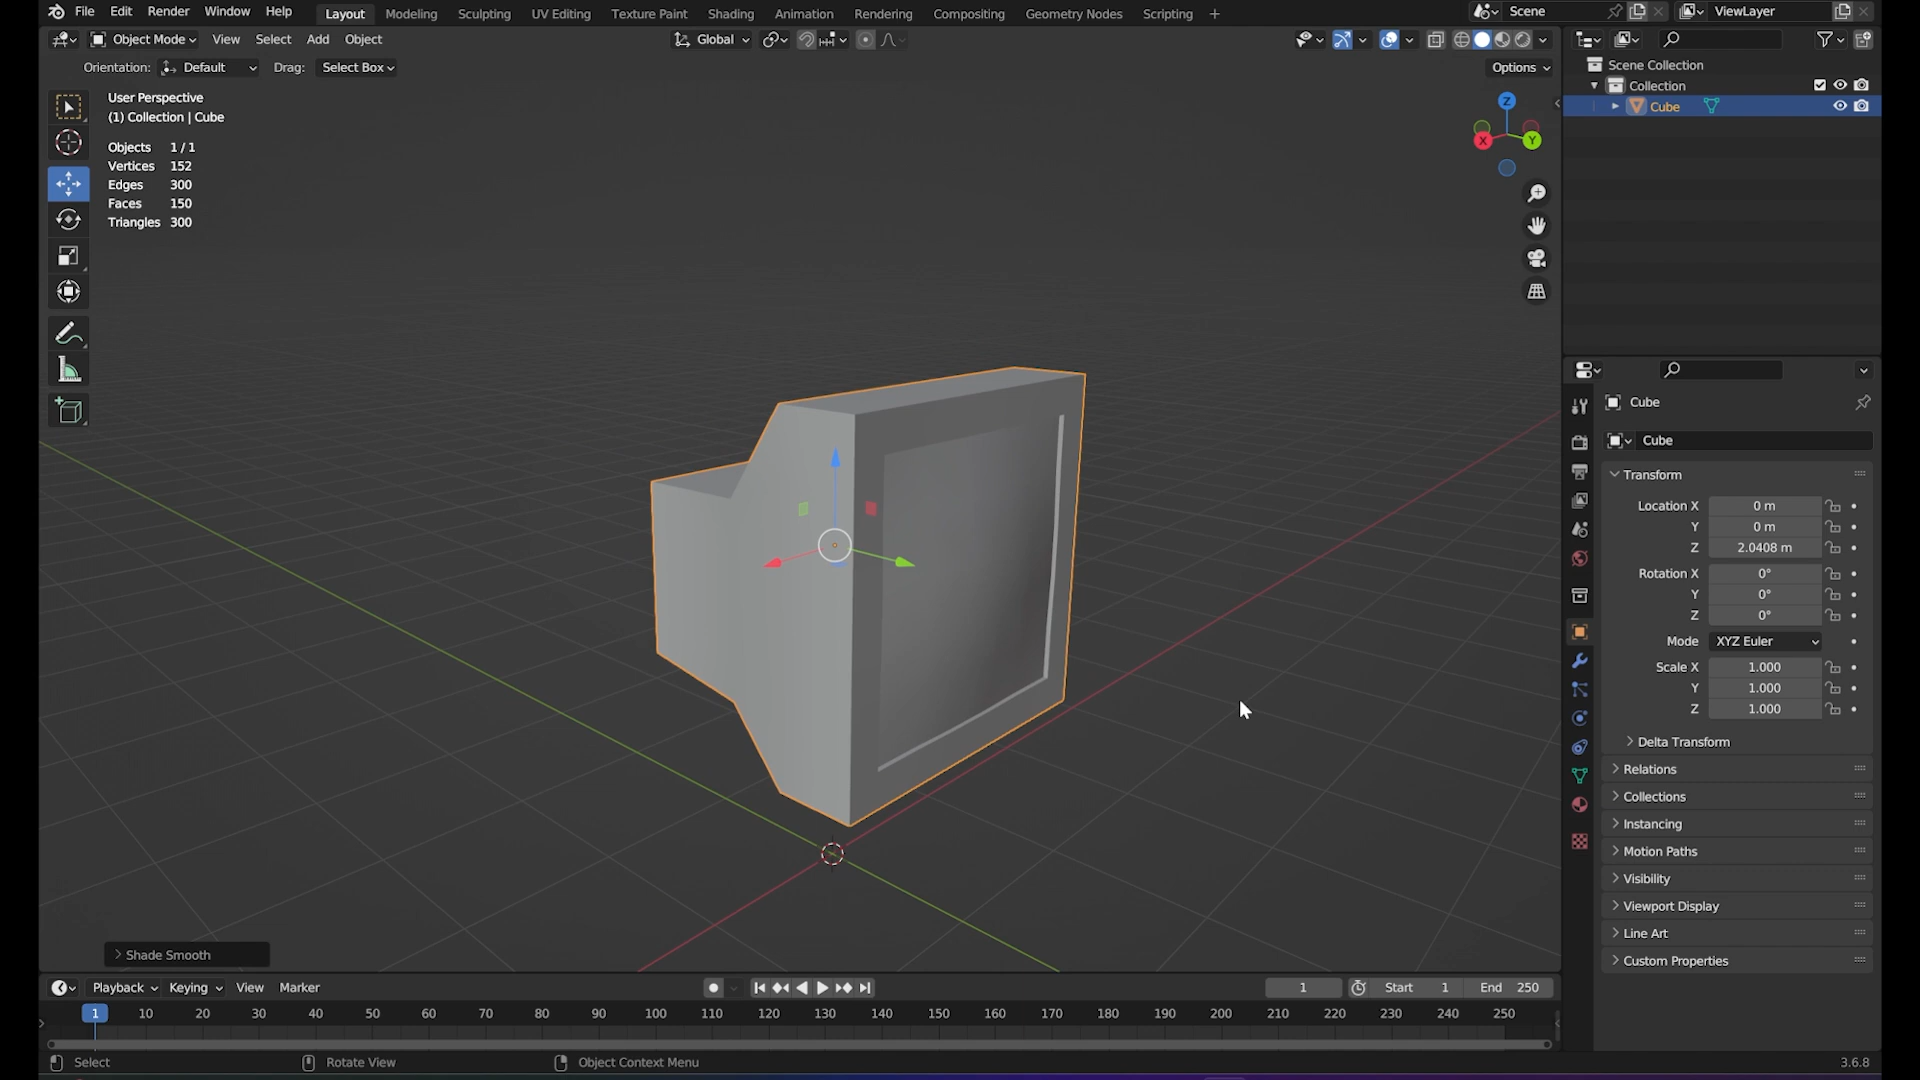 File Edit Render Window Help Layout Modeling Sculpting UV Editing Texture Paint Shading Animation Rendering Compositing Geometry Nodes Scripting + Scene ViewLayer
Object Mode View Select Add Object Global
Orientation: Default Drag: Select Box Options
User Perspective
(1) Collection | Cube
Objects 1/1
Vertices 152
Edges 300
Faces 150
Triangles 300
Z
X
Y
Scene Collection
Collection
Cube
Cube
Cube
Transform
Location X 0 m
Y 0 m
Z 2.0408 m
Rotation X 0°
Y 0°
Z 0°
Mode XYZ Euler
Scale X 1.000
Y 1.000
Z 1.000
Delta Transform
Relations
Collections
Instancing
Motion Paths
Visibility
Viewport Display
Line Art
Custom Properties
Shade Smooth
Playback Keying View Marker 1 Start 1 End 250
1 10 20 30 40 50 60 70 80 90 100 110 120 130 140 150 160 170 180 190 200 210 220 230 240 250
Select Rotate View Object Context Menu 3.6.8